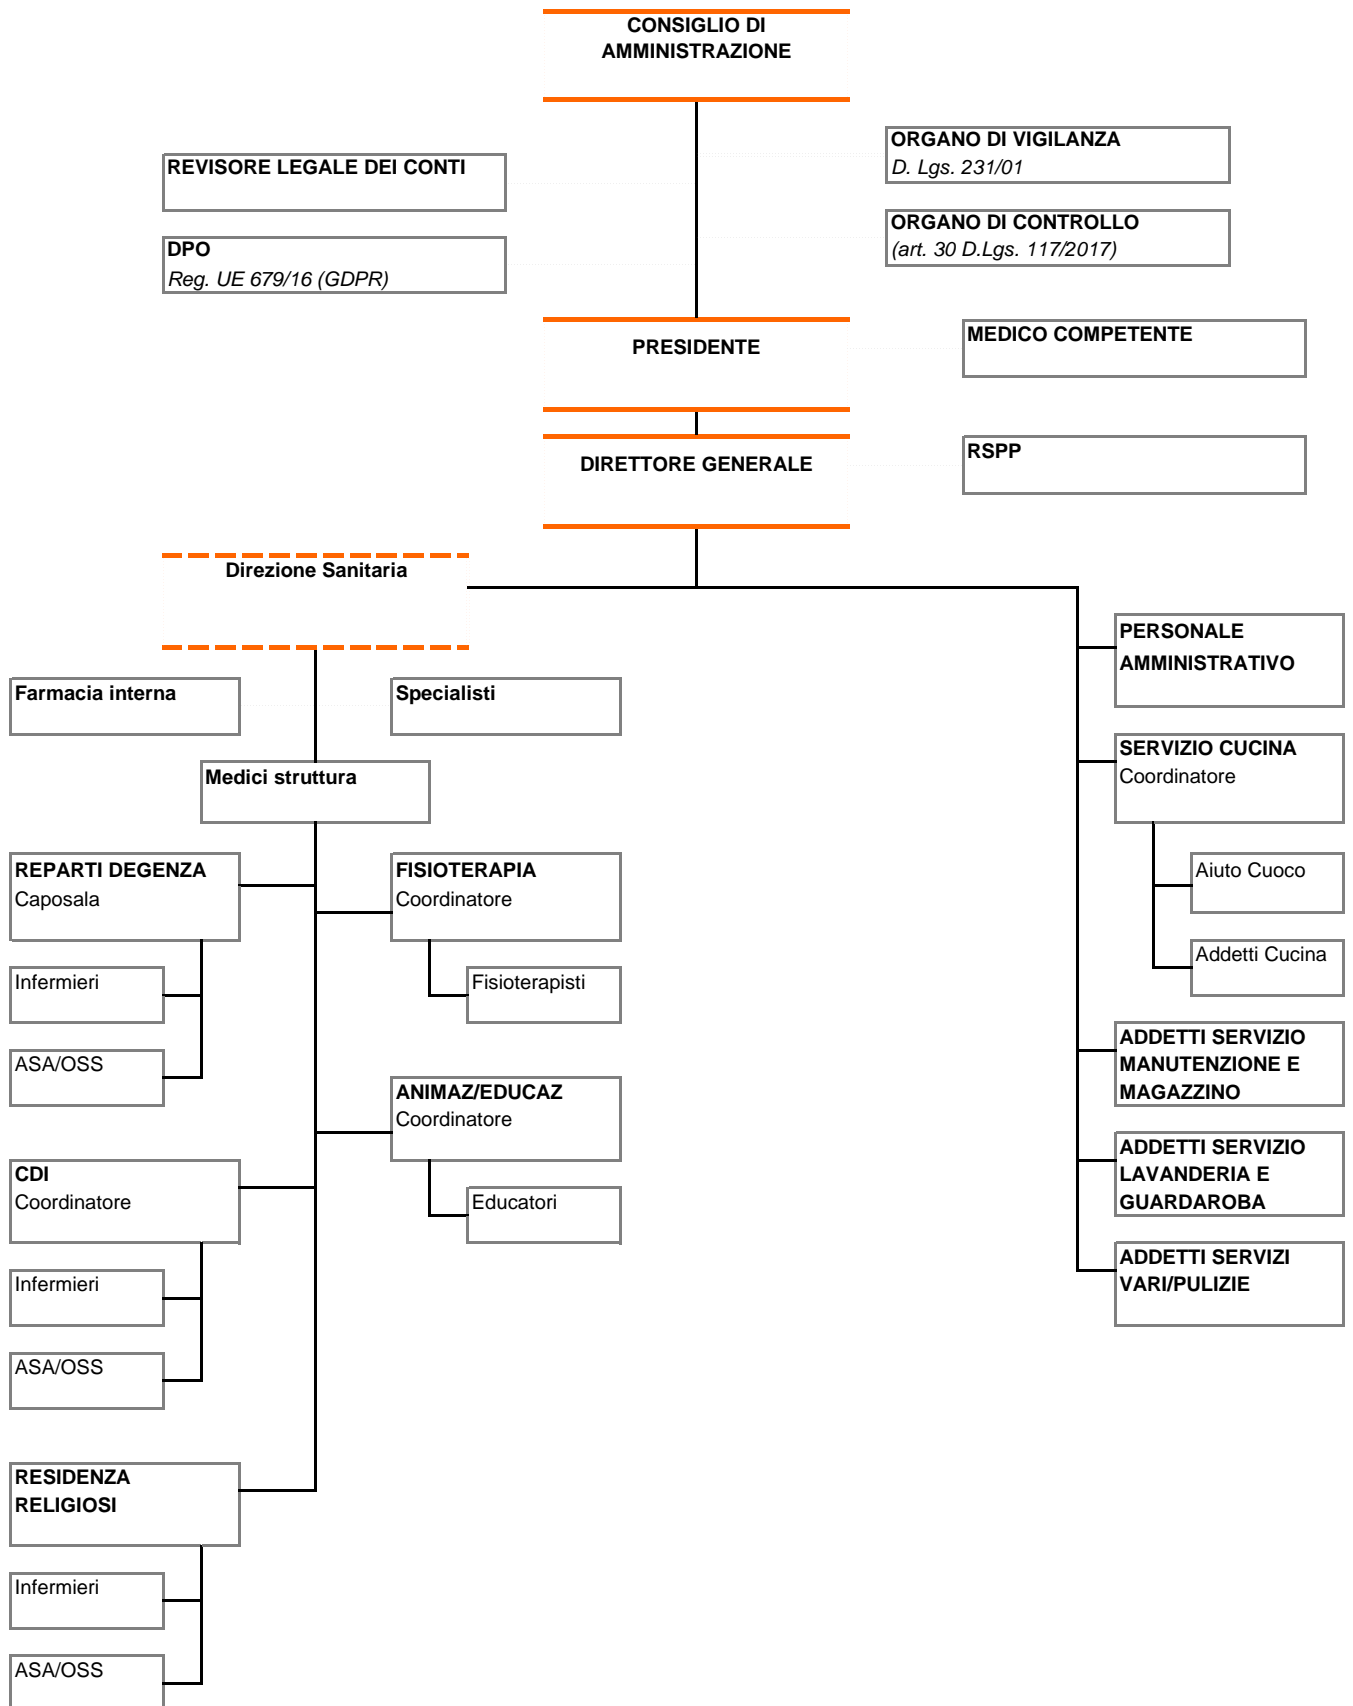 CONSIGLIO DI
AMMINISTRAZIONE
ORGANO DI VIGILANZA
D. Lgs. 231/01
REVISORE LEGALE DEI CONTI
ORGANO DI CONTROLLO
(art. 30 D.Lgs. 117/2017)
DPO
Reg. UE 679/16 (GDPR)
PRESIDENTE
MEDICO COMPETENTE
DIRETTORE GENERALE
RSPP
Direzione Sanitaria
PERSONALE
AMMINISTRATIVO
Farmacia interna
Specialisti
SERVIZIO CUCINA
Coordinatore
Medici struttura
REPARTI DEGENZA
Caposala
FISIOTERAPIA
Coordinatore
Aiuto Cuoco
Infermieri
Fisioterapisti
Addetti Cucina
ASA/OSS
ADDETTI SERVIZIO
MANUTENZIONE E
MAGAZZINO
ANIMAZ/EDUCAZ
Coordinatore
CDI
Coordinatore
ADDETTI SERVIZIO
LAVANDERIA E
GUARDAROBA
Educatori
Infermieri
ADDETTI SERVIZI
VARI/PULIZIE
ASA/OSS
RESIDENZA
RELIGIOSI
Infermieri
ASA/OSS